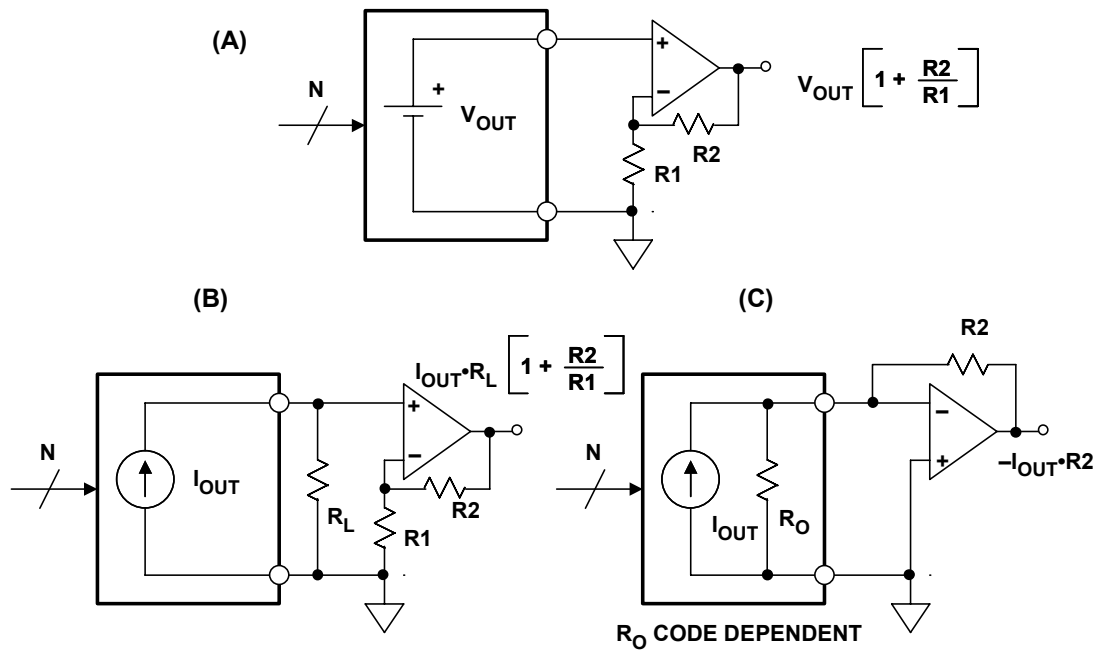 (A)
N
+
V_OUT
+
−
R2
R1
V_OUT [ 1 + R2/R1 ]
(B)
N
I_OUT
R_L
I_OUT•R_L [ 1 + R2/R1 ]
+
−
R2
R1
(C)
N
I_OUT
R_O
R2
−
+
−I_OUT•R2
R_O CODE DEPENDENT